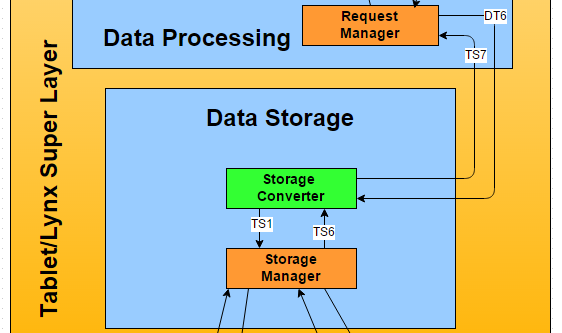 Request
Manager
DT6
Data Processing
TS7
Tablet/Lynx Super Layer
Data Storage
Storage
Converter
TS1
TS6
Storage
Manager